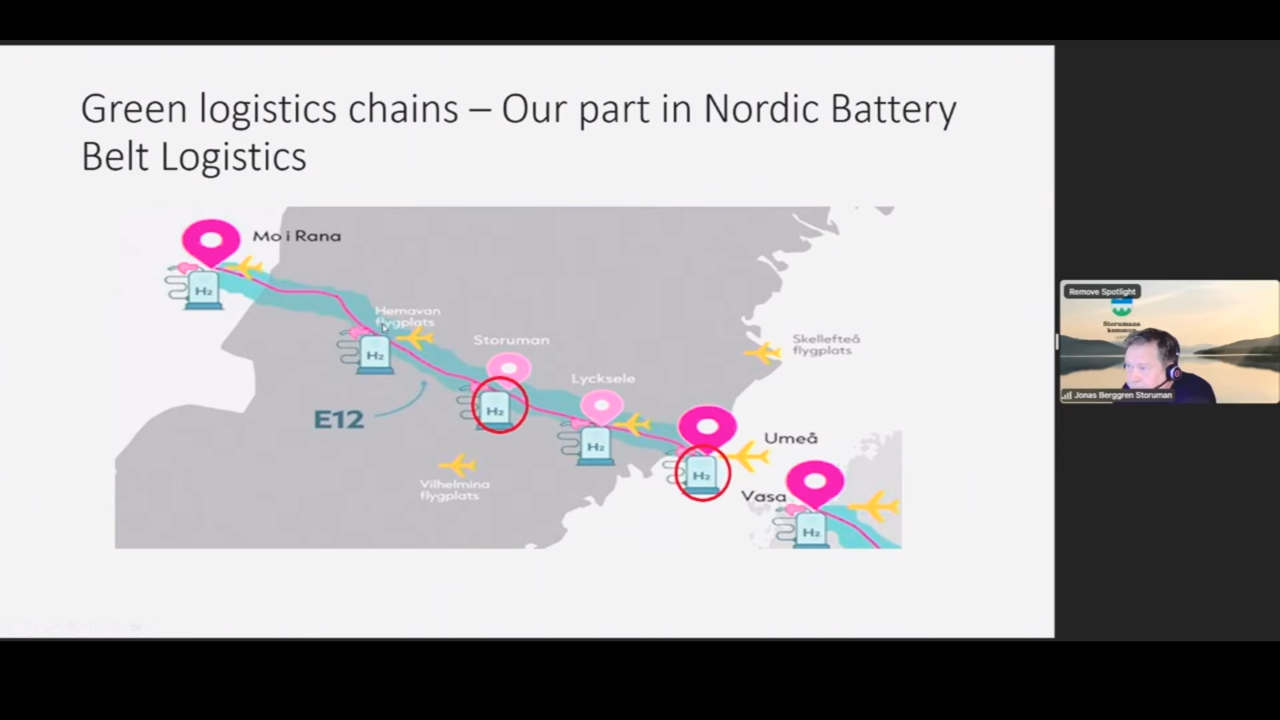 Green logistics chains – Our part in Nordic Battery
Belt Logistics
Mo i Rana
H₂
Hemavan
flygplats
H₂
Storuman
H₂
E12
Lycksele
H₂
Skellefteå
flygplats
Vilhelmina
flygplats
Umeå
H₂
Vasa
H₂
Remove Spotlight
Storumans
kommun
Jonas Berggren Storuman